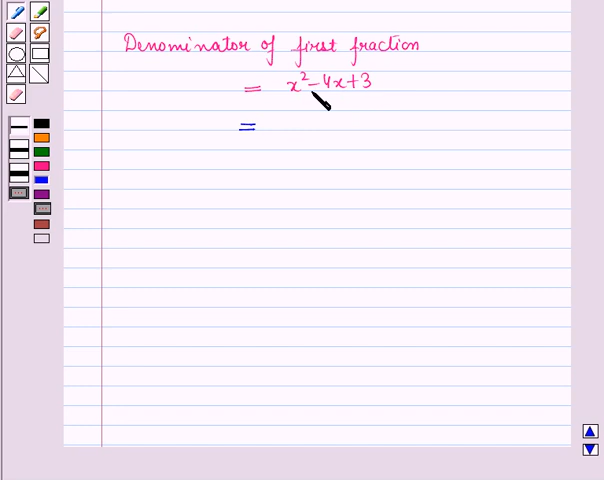 Denominator of first fraction
= x² - 4x + 3
=